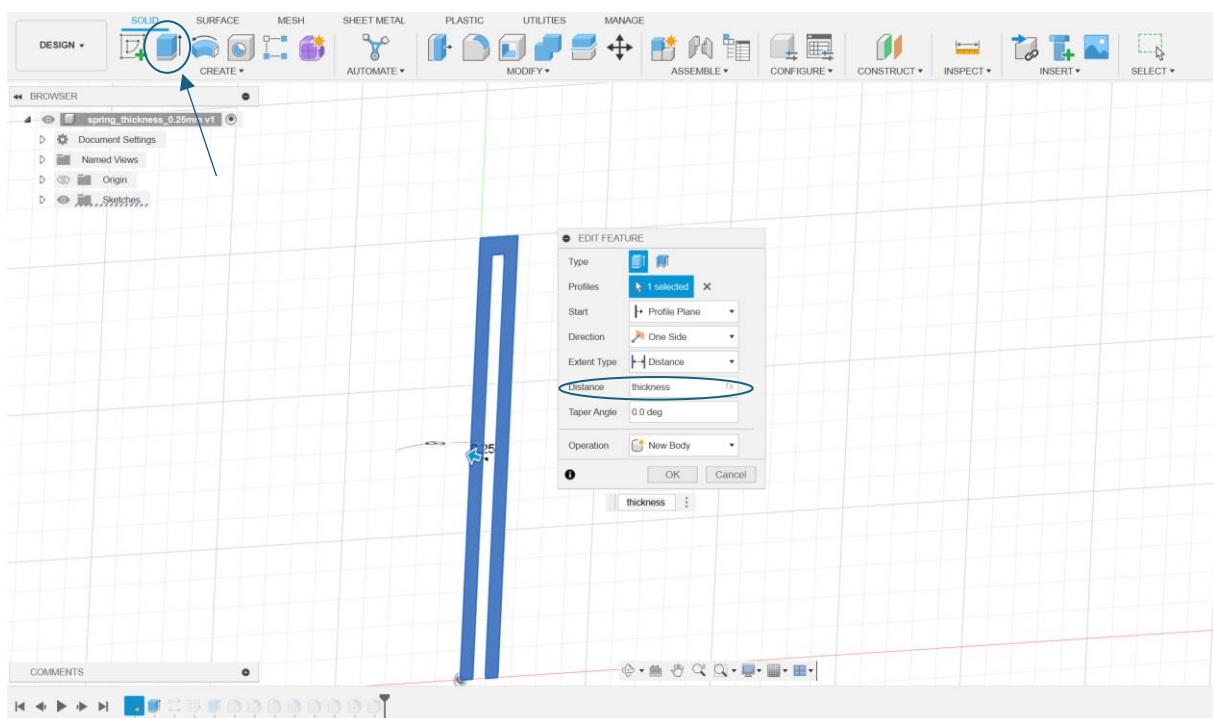 SOLID SURFACE MESH SHEET METAL PLASTIC UTILITIES MANAGE
DESIGN
CREATE AUTOMATE MODIFY ASSEMBLE CONFIGURE CONSTRUCT INSPECT INSERT SELECT
BROWSER
spring_thickness_0.25mm v1
Document Settings
Named Views
Origin
Sketches
EDIT FEATURE
Type
Profiles 1 selected
Start Profile Plane
Direction One Side
Extent Type Distance
Distance thickness fx
Taper Angle 0.0 deg
Operation New Body
OK Cancel
thickness
COMMENTS